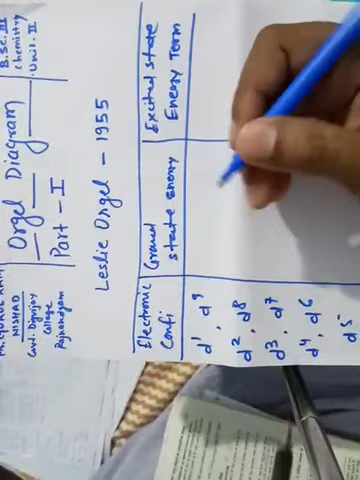 NISHAD
Govt. Digvijay
College
Rajnandgaon
Orgel Diagram
Part - I
B.Sc. III
Chemistry
Unit. II
Leslie Orgel - 1955
Electronic
Confi
Ground
state energy
Excited state
Energy Term
d¹, d⁹
d², d⁸
d³, d⁷
d⁴, d⁶
d⁵